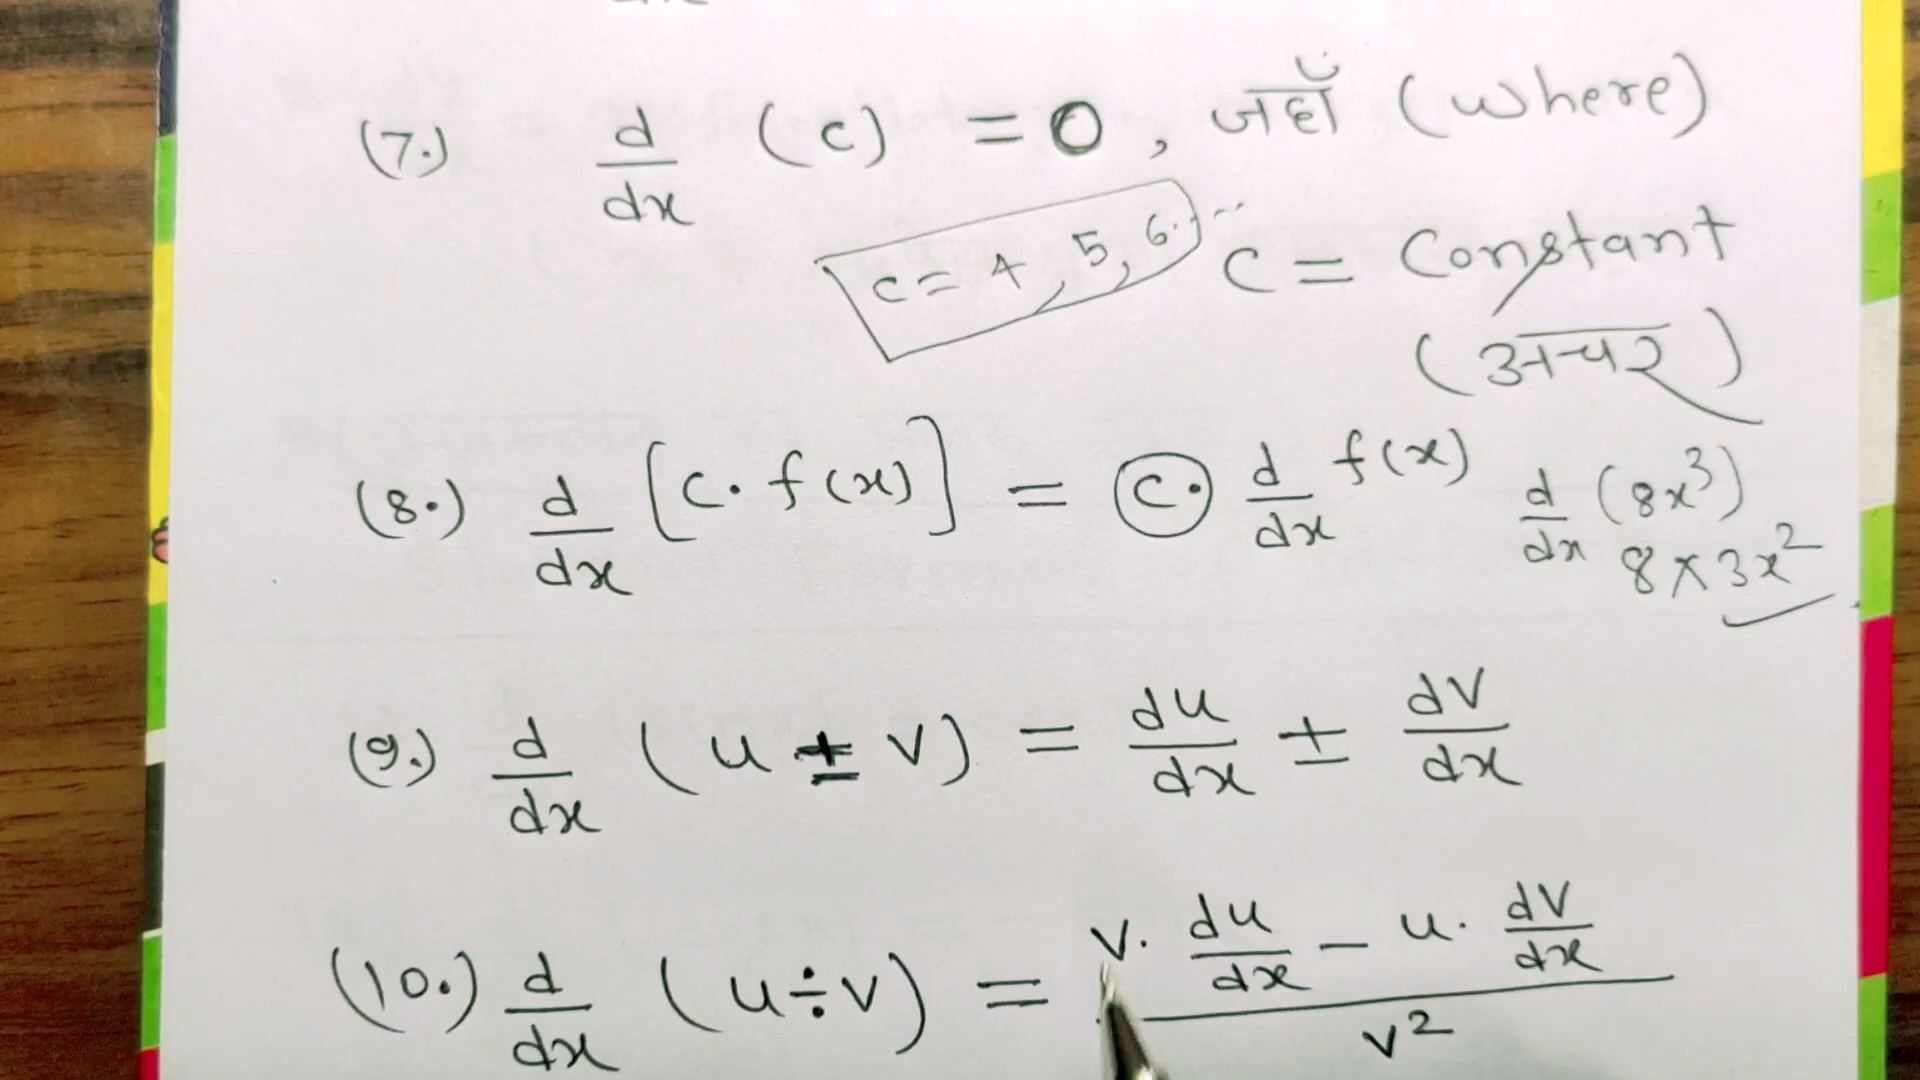 (7.) d/dx (c) = 0, जहाँ (where)
c = 4, 5, 6... c = Constant
(अचर)
(8.) d/dx [c. f(x)] = c. d/dx f(x) d/dx (8x³)
8×3x²
(9.) d/dx (u ± v) = du/dx ± dv/dx
(10.) d/dx (u÷v) = (v. du/dx - u. dv/dx) / v²